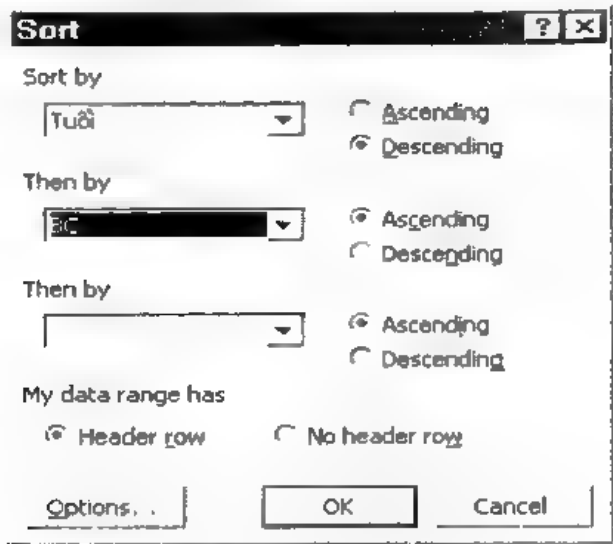 Sort
Sort by
Tuổi
Ascending
Descending
Then by
BC
Ascending
Descending
Then by
Ascending
Descending
My data range has
Header row
No header row
Options...
OK
Cancel